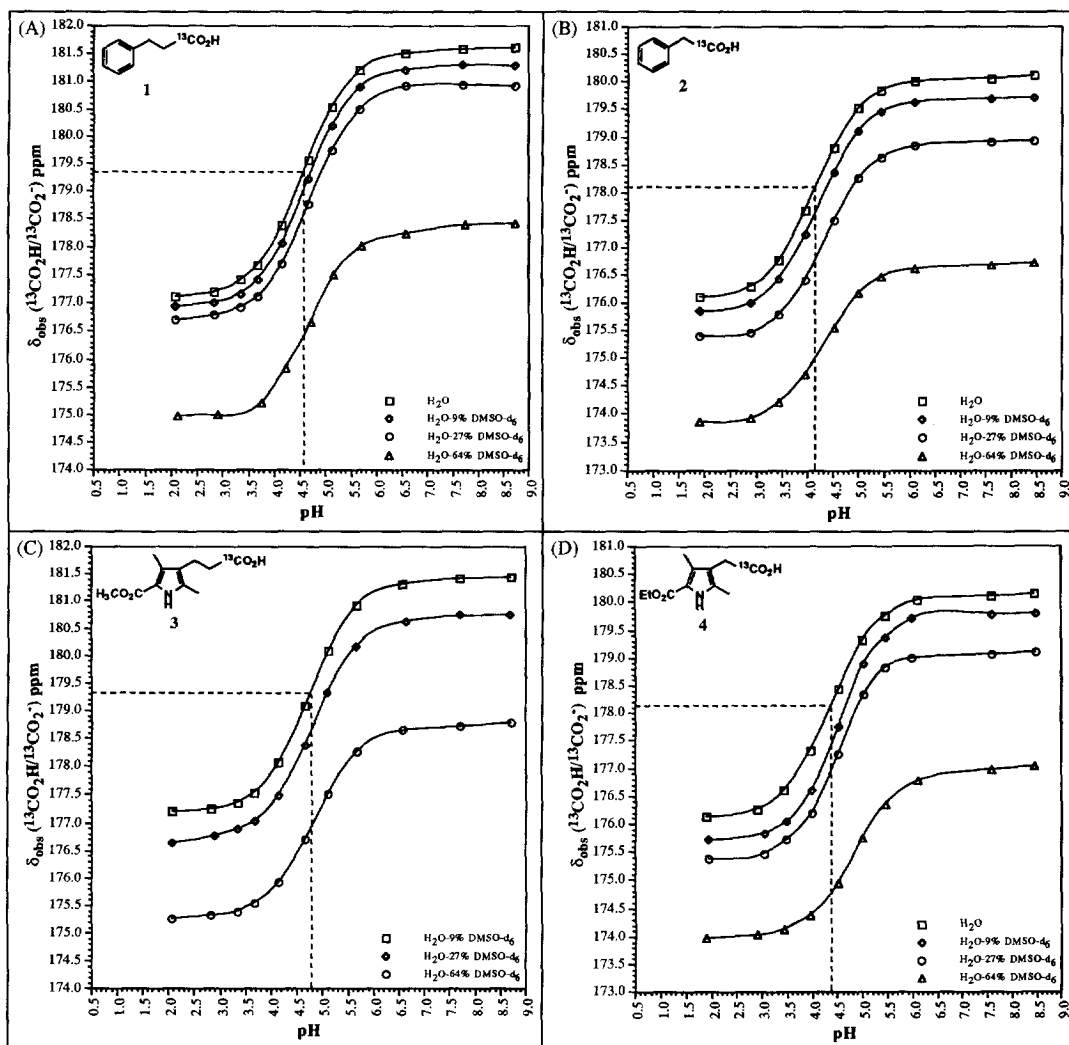 (A)
¹³CO₂H
1
182.0
181.5
181.0
180.5
180.0
179.5
179.0
178.5
178.0
177.5
177.0
176.5
176.0
175.5
175.0
174.5
174.0
δobs (¹³CO₂H/¹³CO₂⁻) ppm
H₂O
H₂O-9% DMSO-d₆
H₂O-27% DMSO-d₆
H₂O-64% DMSO-d₆
0.5 1.0 1.5 2.0 2.5 3.0 3.5 4.0 4.5 5.0 5.5 6.0 6.5 7.0 7.5 8.0 8.5 9.0
pH
(B)
¹³CO₂H
2
181.0
180.5
180.0
179.5
179.0
178.5
178.0
177.5
177.0
176.5
176.0
175.5
175.0
174.5
174.0
173.5
173.0
δobs (¹³CO₂H/¹³CO₂⁻) ppm
H₂O
H₂O-9% DMSO-d₆
H₂O-27% DMSO-d₆
H₂O-64% DMSO-d₆
0.5 1.0 1.5 2.0 2.5 3.0 3.5 4.0 4.5 5.0 5.5 6.0 6.5 7.0 7.5 8.0 8.5 9.0
pH
(C)
¹³CO₂H
H₃CO₂C
N
H
3
182.0
181.5
181.0
180.5
180.0
179.5
179.0
178.5
178.0
177.5
177.0
176.5
176.0
175.5
175.0
174.5
174.0
δobs (¹³CO₂H/¹³CO₂⁻) ppm
H₂O-9% DMSO-d₆
H₂O-27% DMSO-d₆
H₂O-64% DMSO-d₆
0.5 1.0 1.5 2.0 2.5 3.0 3.5 4.0 4.5 5.0 5.5 6.0 6.5 7.0 7.5 8.0 8.5 9.0
pH
(D)
¹³CO₂H
EtO₂C
N
H
4
181.0
180.5
180.0
179.5
179.0
178.5
178.0
177.5
177.0
176.5
176.0
175.5
175.0
174.5
174.0
173.5
173.0
δobs (¹³CO₂H/¹³CO₂⁻) ppm
H₂O
H₂O-9% DMSO-d₆
H₂O-27% DMSO-d₆
H₂O-64% DMSO-d₆
0.5 1.0 1.5 2.0 2.5 3.0 3.5 4.0 4.5 5.0 5.5 6.0 6.5 7.0 7.5 8.0 8.5 9.0
pH